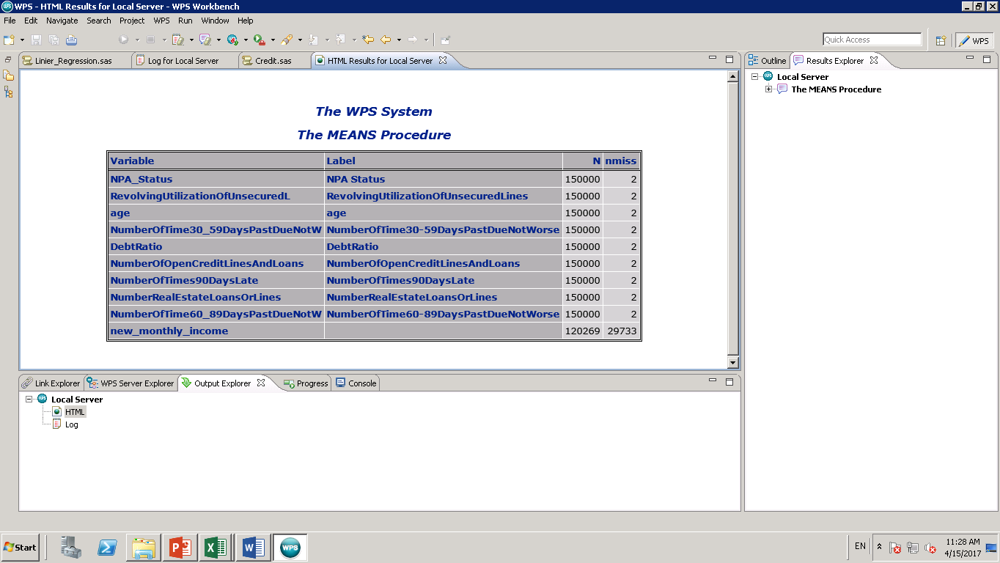 WPS - HTML Results for Local Server - WPS Workbench
File Edit Navigate Search Project WPS Run Window Help
Quick Access WPS
Linier_Regression.sas Log for Local Server Credit.sas HTML Results for Local Server
Outline Results Explorer
Local Server
The MEANS Procedure
The WPS System
The MEANS Procedure
Variable Label N nmiss
NPA_Status NPA Status 150000 2
RevolvingUtilizationOfUnsecuredL RevolvingUtilizationOfUnsecuredLines 150000 2
age age 150000 2
NumberOfTime30_59DaysPastDueNotW NumberOfTime30-59DaysPastDueNotWorse 150000 2
DebtRatio DebtRatio 150000 2
NumberOfOpenCreditLinesAndLoans NumberOfOpenCreditLinesAndLoans 150000 2
NumberOfTimes90DaysLate NumberOfTimes90DaysLate 150000 2
NumberRealEstateLoansOrLines NumberRealEstateLoansOrLines 150000 2
NumberOfTime60_89DaysPastDueNotW NumberOfTime60-89DaysPastDueNotWorse 150000 2
new_monthly_income 120269 29733
Link Explorer WPS Server Explorer Output Explorer Progress Console
Local Server
HTML
Log
Start WPS EN 11:28 AM
4/15/2017